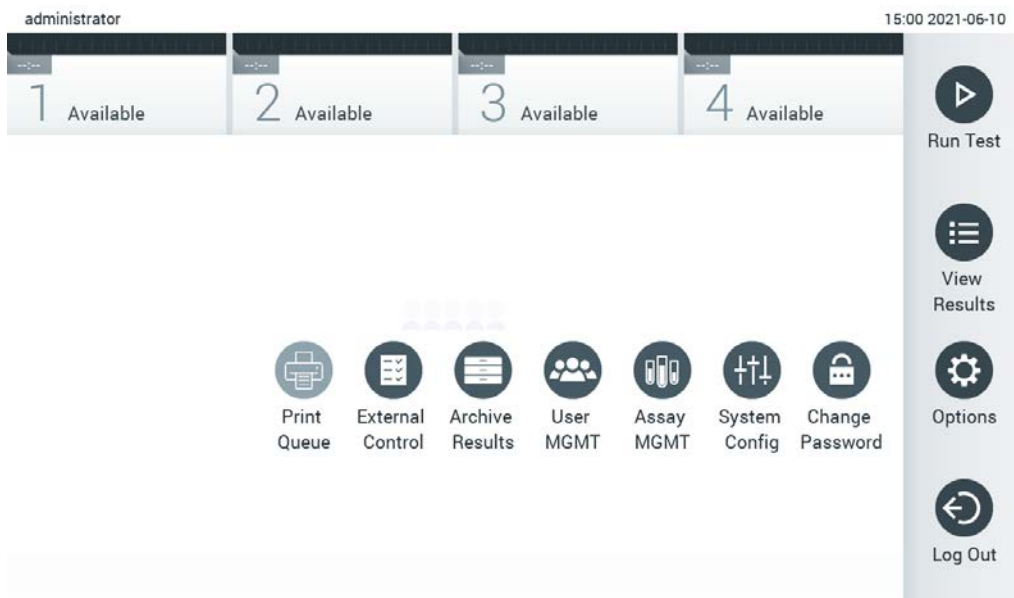 administrator 15:00 2021-06-10
--:-- --:-- --:-- --:--
1 Available 2 Available 3 Available 4 Available
Run Test
View
Results
Print External Archive User Assay System Change Options
Queue Control Results MGMT MGMT Config Password
Log Out